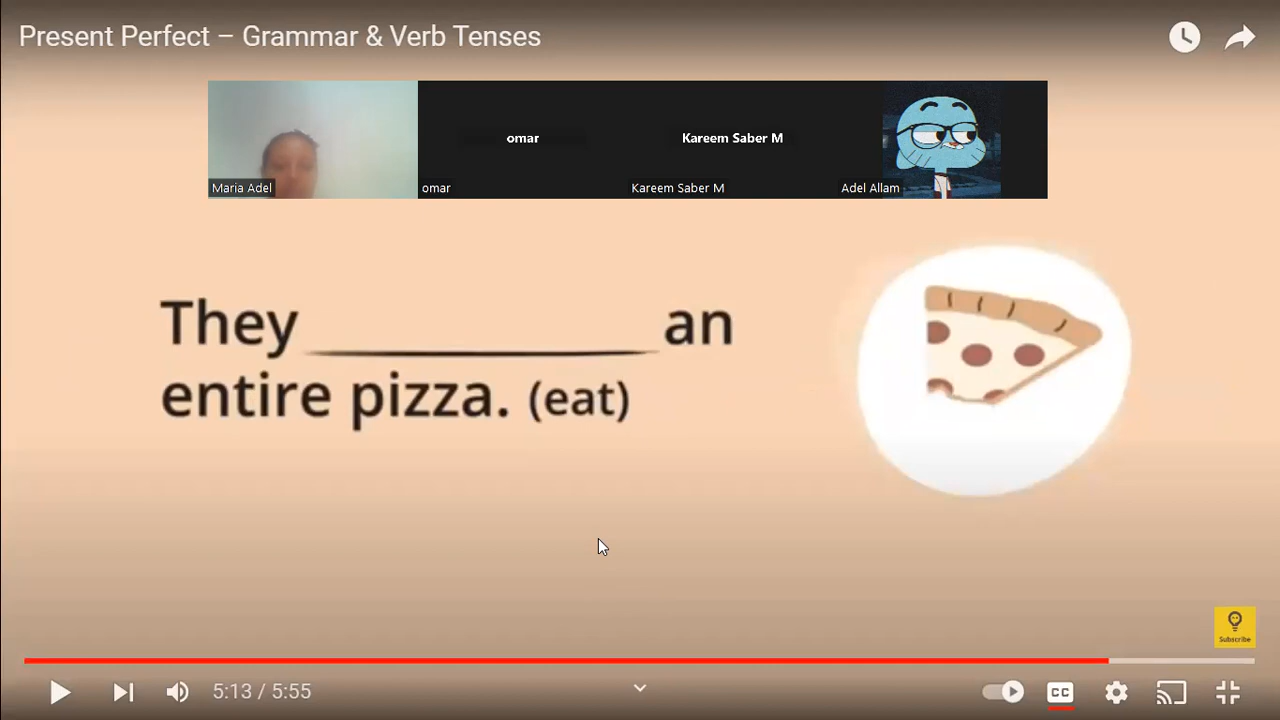 Present Perfect – Grammar & Verb Tenses
omar
Kareem Saber M
Maria Adel
omar
Kareem Saber M
Adel Allam
They ____________ an
entire pizza. (eat)
Subscribe
5:13 / 5:55
CC